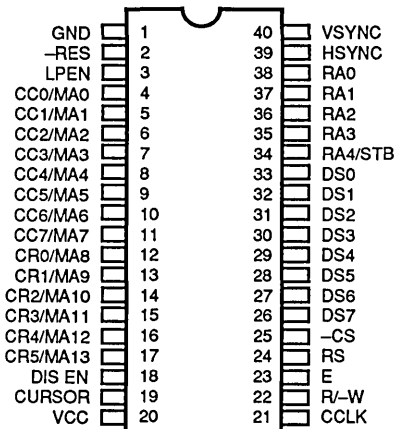 GND 1 40 VSYNC
–RES 2 39 HSYNC
LPEN 3 38 RA0
CC0/MA0 4 37 RA1
CC1/MA1 5 36 RA2
CC2/MA2 6 35 RA3
CC3/MA3 7 34 RA4/STB
CC4/MA4 8 33 DS0
CC5/MA5 9 32 DS1
CC6/MA6 10 31 DS2
CC7/MA7 11 30 DS3
CR0/MA8 12 29 DS4
CR1/MA9 13 28 DS5
CR2/MA10 14 27 DS6
CR3/MA11 15 26 DS7
CR4/MA12 16 25 –CS
CR5/MA13 17 24 RS
DIS EN 18 23 E
CURSOR 19 22 R/–W
VCC 20 21 CCLK